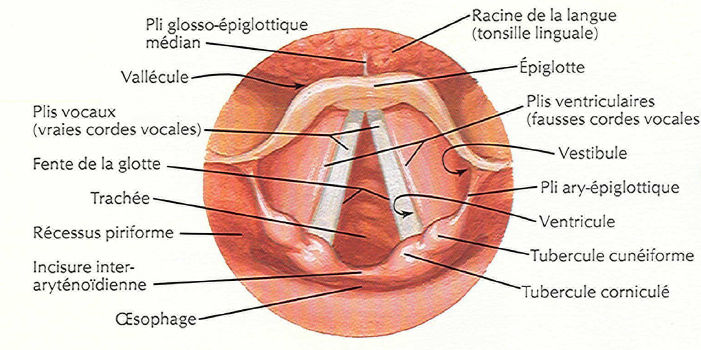 Pli glosso-épiglottique
médian
Vallécule
Plis vocaux
(vraies cordes vocales)
Fente de la glotte
Trachée
Récessus piriforme
Incisure inter-
aryténoïdienne
Œsophage
Racine de la langue
(tonsille linguale)
Épiglotte
Plis ventriculaires
(fausses cordes vocales
Vestibule
Pli ary-épiglottique
Ventricule
Tubercule cunéiforme
Tubercule corniculé